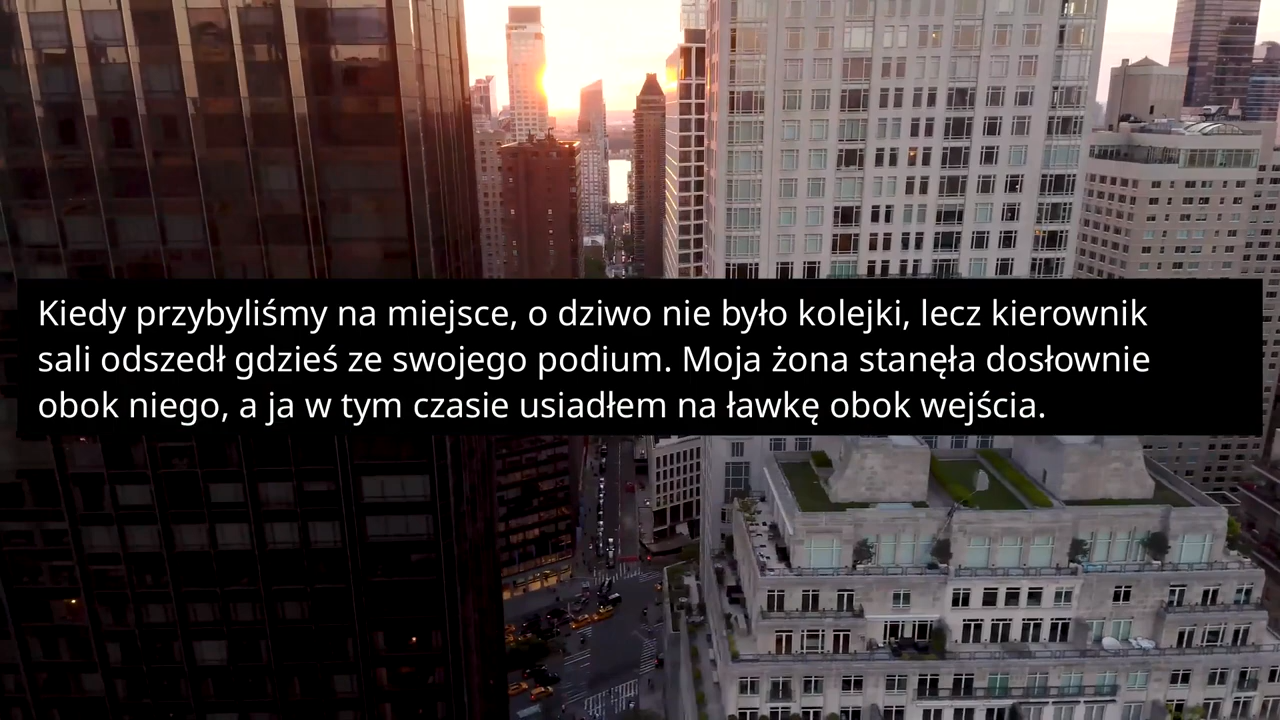 Kiedy przybyliśmy na miejsce, o dziwo nie było kolejki, lecz kierownik
sali odszedł gdzieś ze swojego podium. Moja żona stanęła dosłownie
obok niego, a ja w tym czasie usiadłem na ławkę obok wejścia.